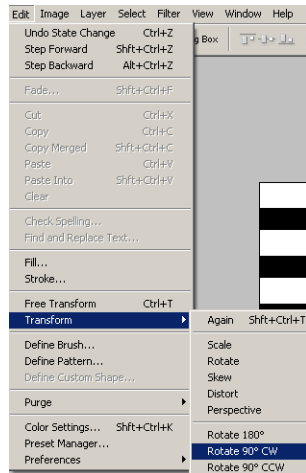 Edit Image Layer Select Filter View Window Help
Undo State Change Ctrl+Z
Step Forward Shft+Ctrl+Z
Step Backward Alt+Ctrl+Z
g Box
Fade... Shft+Ctrl+F
Cut Ctrl+X
Copy Ctrl+C
Copy Merged Shft+Ctrl+C
Paste Ctrl+V
Paste Into Shft+Ctrl+V
Clear
Check Spelling...
Find and Replace Text...
Fill...
Stroke...
Free Transform Ctrl+T
Transform
Define Brush...
Define Pattern...
Define Custom Shape...
Purge
Color Settings... Shft+Ctrl+K
Preset Manager...
Preferences
Again Shft+Ctrl+T
Scale
Rotate
Skew
Distort
Perspective
Rotate 180°
Rotate 90° CW
Rotate 90° CCW